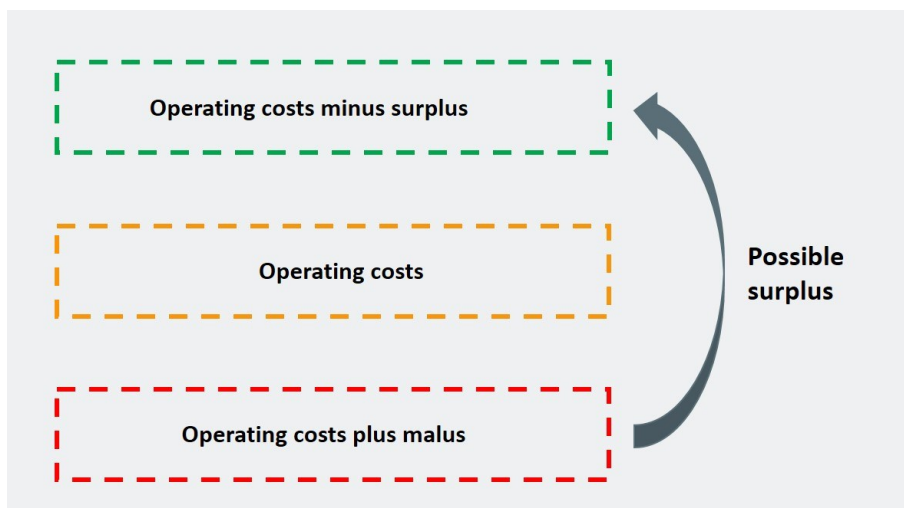 Operating costs minus surplus
Operating costs
Possible
surplus
Operating costs plus malus